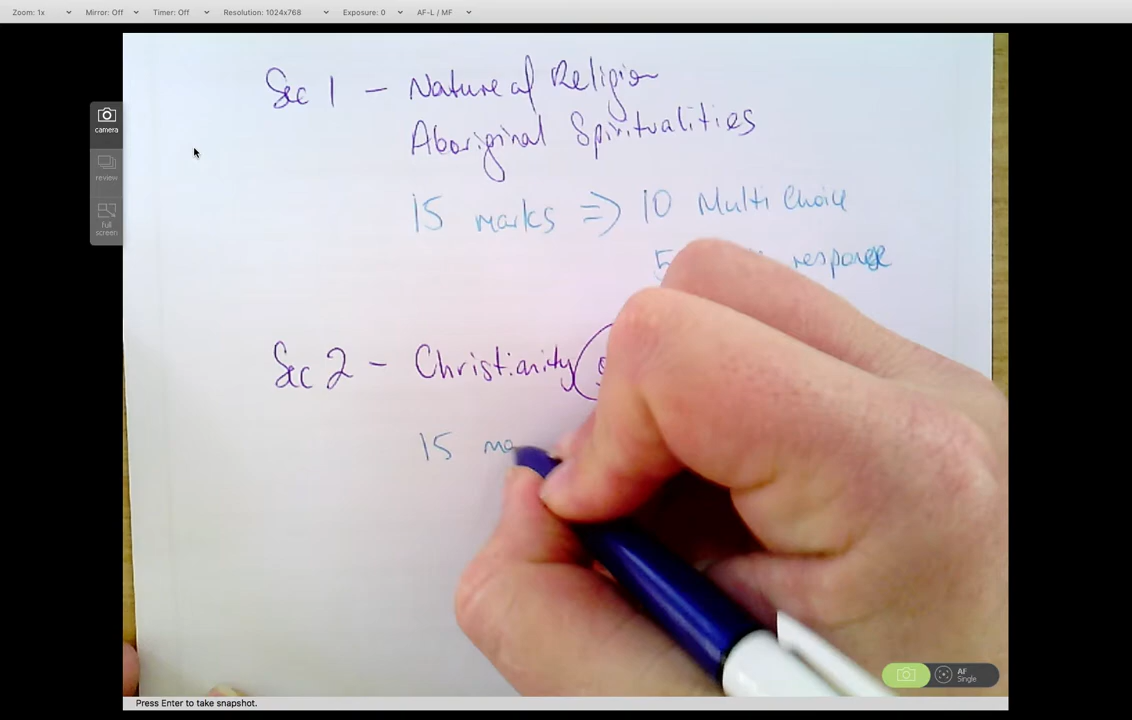 Zoom: 1x Mirror: Off Timer: Off Resolution: 1024x768 Exposure: 0 AF-L / MF
camera
review
full
screen
Sec 1 – Nature of Religion
Aboriginal Spiritualities
15 marks => 10 Multi Choice
5 response
Sec 2 – Christianity (
15 ma
AF
Single
Press Enter to take snapshot.